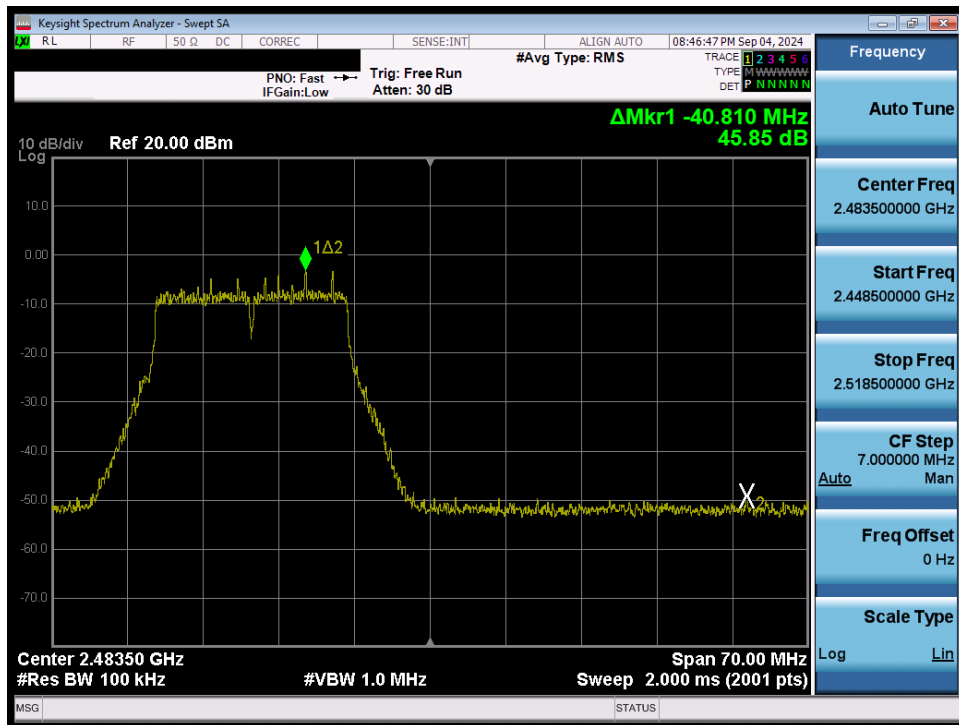 Keysight Spectrum Analyzer - Swept SA
LXI RL RF 50 Ω DC CORREC SENSE:INT ALIGN AUTO 08:46:47 PM Sep 04, 2024
Frequency
#Avg Type: RMS
TRACE 1 2 3 4 5 6
PNO: Fast Trig: Free Run
TYPE M W W W W W
IFGain:Low Atten: 30 dB
DET P N N N N N
Auto Tune
ΔMkr1 -40.810 MHz
45.85 dB
10 dB/div Ref 20.00 dBm
Log
10.0
0.00
-10.0
-20.0
-30.0
-40.0
-50.0
-60.0
-70.0
1Δ2
X2
Center Freq
2.483500000 GHz
Start Freq
2.448500000 GHz
Stop Freq
2.518500000 GHz
CF Step
7.000000 MHz
Auto Man
Freq Offset
0 Hz
Scale Type
Log Lin
Center 2.48350 GHz Span 70.00 MHz
#Res BW 100 kHz #VBW 1.0 MHz Sweep 2.000 ms (2001 pts)
MSG STATUS